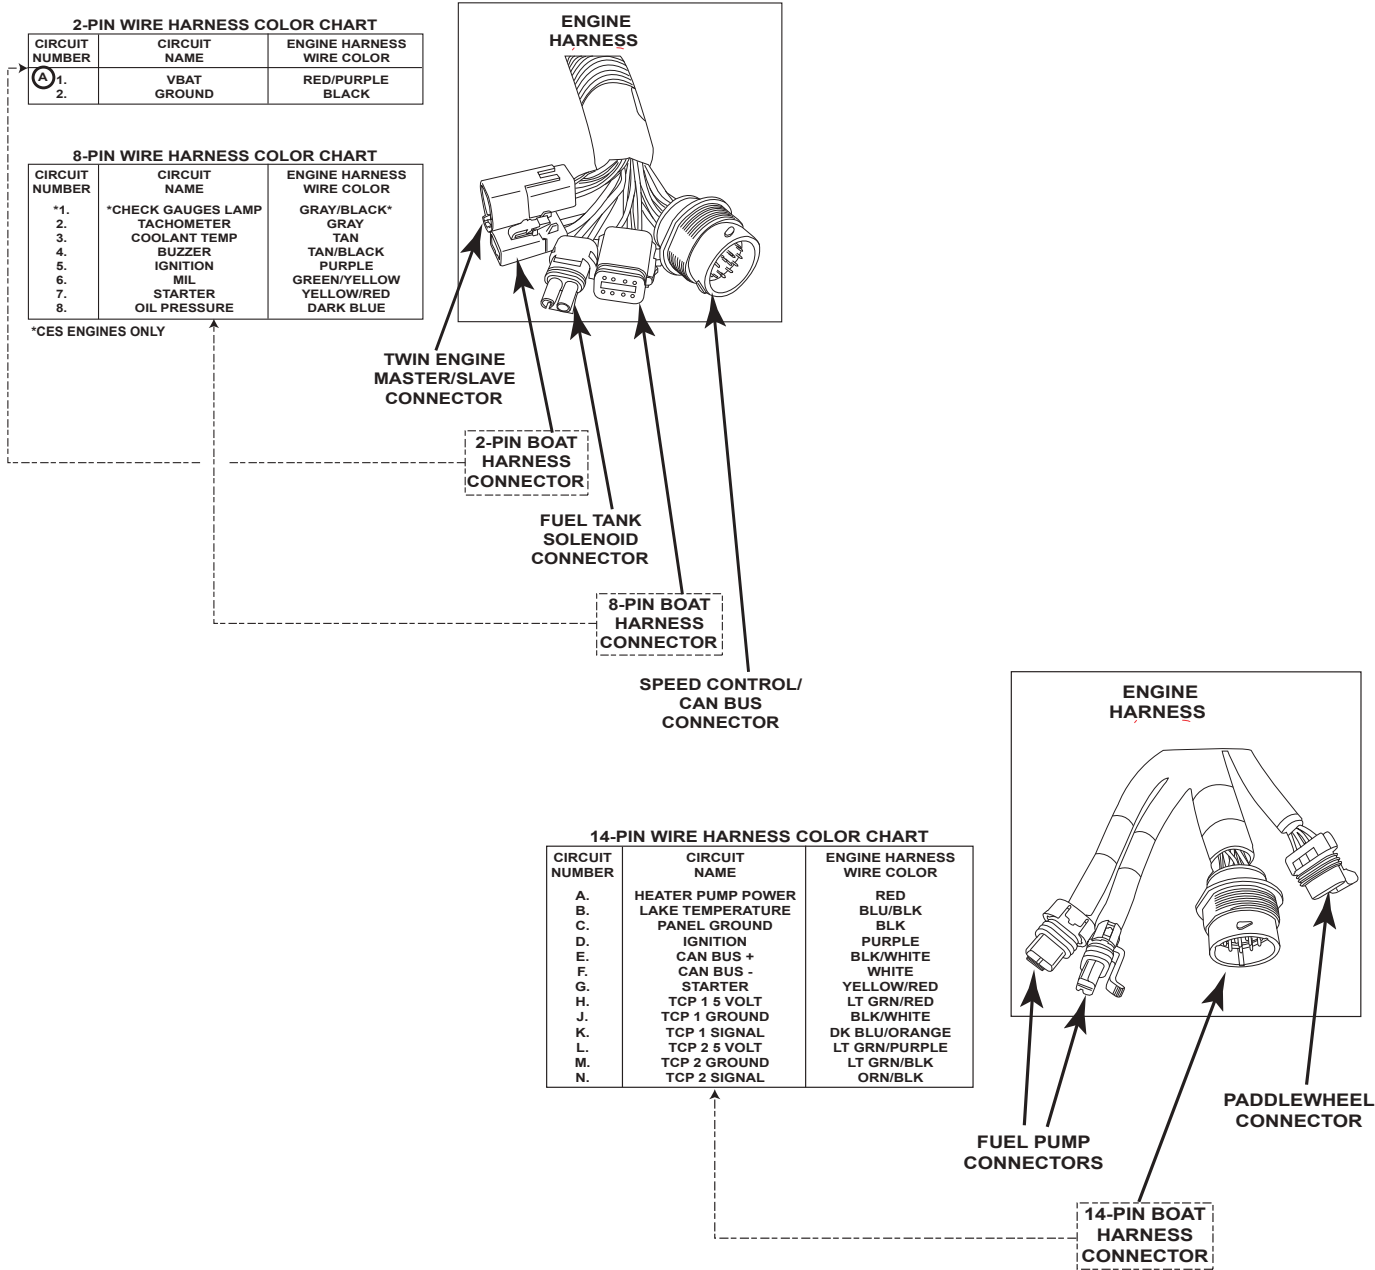 2-PIN WIRE HARNESS COLOR CHART
CIRCUIT NUMBER CIRCUIT NAME ENGINE HARNESS WIRE COLOR
A 1. VBAT RED/PURPLE
2. GROUND BLACK
8-PIN WIRE HARNESS COLOR CHART
CIRCUIT NUMBER CIRCUIT NAME ENGINE HARNESS WIRE COLOR
*1. *CHECK GAUGES LAMP GRAY/BLACK*
2. TACHOMETER GRAY
3. COOLANT TEMP TAN
4. BUZZER TAN/BLACK
5. IGNITION PURPLE
6. MIL GREEN/YELLOW
7. STARTER YELLOW/RED
8. OIL PRESSURE DARK BLUE
*CES ENGINES ONLY
ENGINE
HARNESS
TWIN ENGINE
MASTER/SLAVE
CONNECTOR
2-PIN BOAT
HARNESS
CONNECTOR
FUEL TANK
SOLENOID
CONNECTOR
8-PIN BOAT
HARNESS
CONNECTOR
SPEED CONTROL/
CAN BUS
CONNECTOR
ENGINE
HARNESS
14-PIN WIRE HARNESS COLOR CHART
CIRCUIT NUMBER CIRCUIT NAME ENGINE HARNESS WIRE COLOR
A. HEATER PUMP POWER RED
B. LAKE TEMPERATURE BLU/BLK
C. PANEL GROUND BLK
D. IGNITION PURPLE
E. CAN BUS + BLK/WHITE
F. CAN BUS - WHITE
G. STARTER YELLOW/RED
H. TCP 1 5 VOLT LT GRN/RED
J. TCP 1 GROUND BLK/WHITE
K. TCP 1 SIGNAL DK BLU/ORANGE
L. TCP 2 5 VOLT LT GRN/PURPLE
M. TCP 2 GROUND LT GRN/BLK
N. TCP 2 SIGNAL ORN/BLK
PADDLEWHEEL
CONNECTOR
FUEL PUMP
CONNECTORS
14-PIN BOAT
HARNESS
CONNECTOR